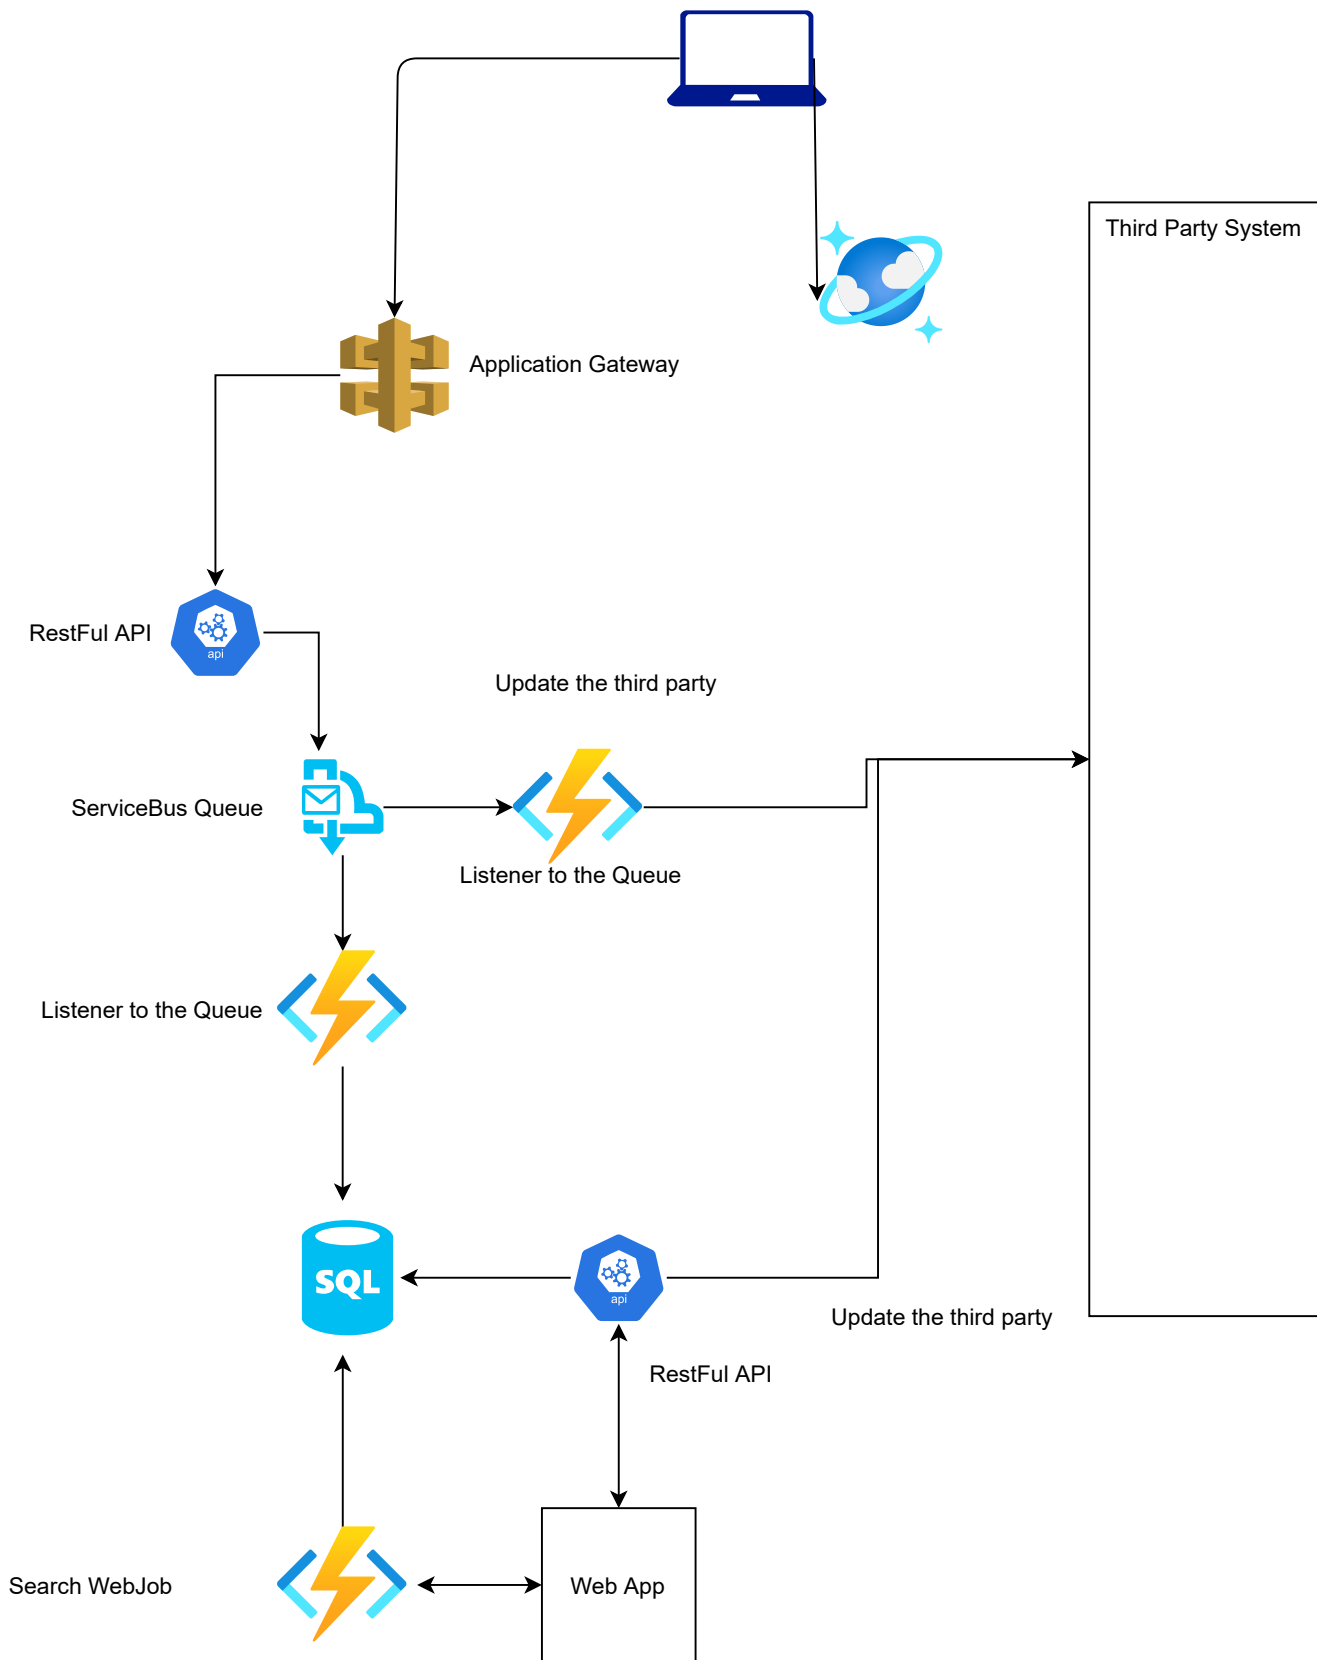 Third Party System
Application Gateway
RestFul API
api
Update the third party
ServiceBus Queue
Listener to the Queue
Listener to the Queue
SQL
api
Update the third party
RestFul API
Search WebJob
Web App